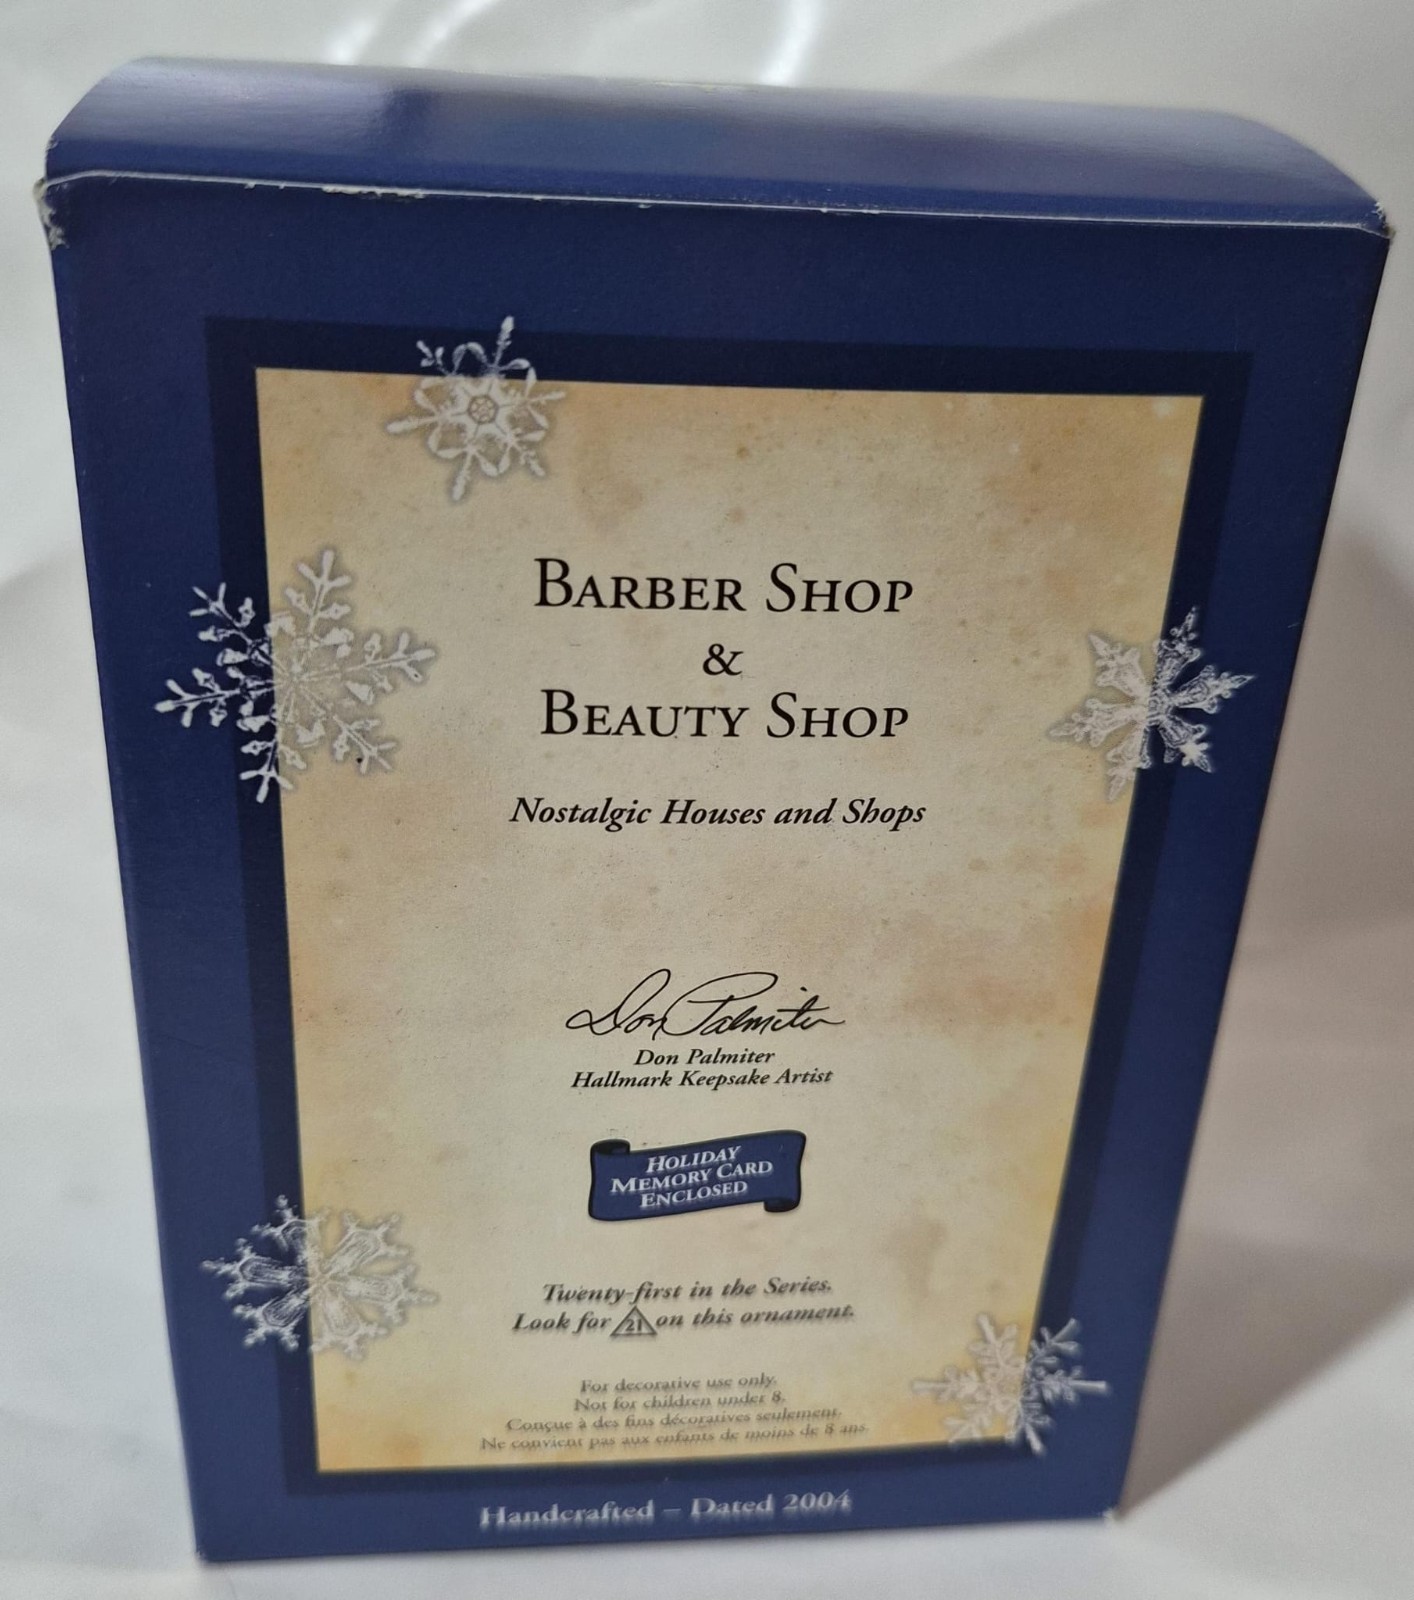 BARBER SHOP
&
BEAUTY SHOP
Nostalgic Houses and Shops
Don Palmiter
Don Palmiter
Hallmark Keepsake Artist
HOLIDAY
MEMORY CARD
ENCLOSED
Twenty-first in the Series.
Look for 21 on this ornament.
For decorative use only.
Not for children under 8.
Conçue à des fins décoratives seulement.
Ne convient pas aux enfants de moins de 8 ans.
Handcrafted – Dated 2004